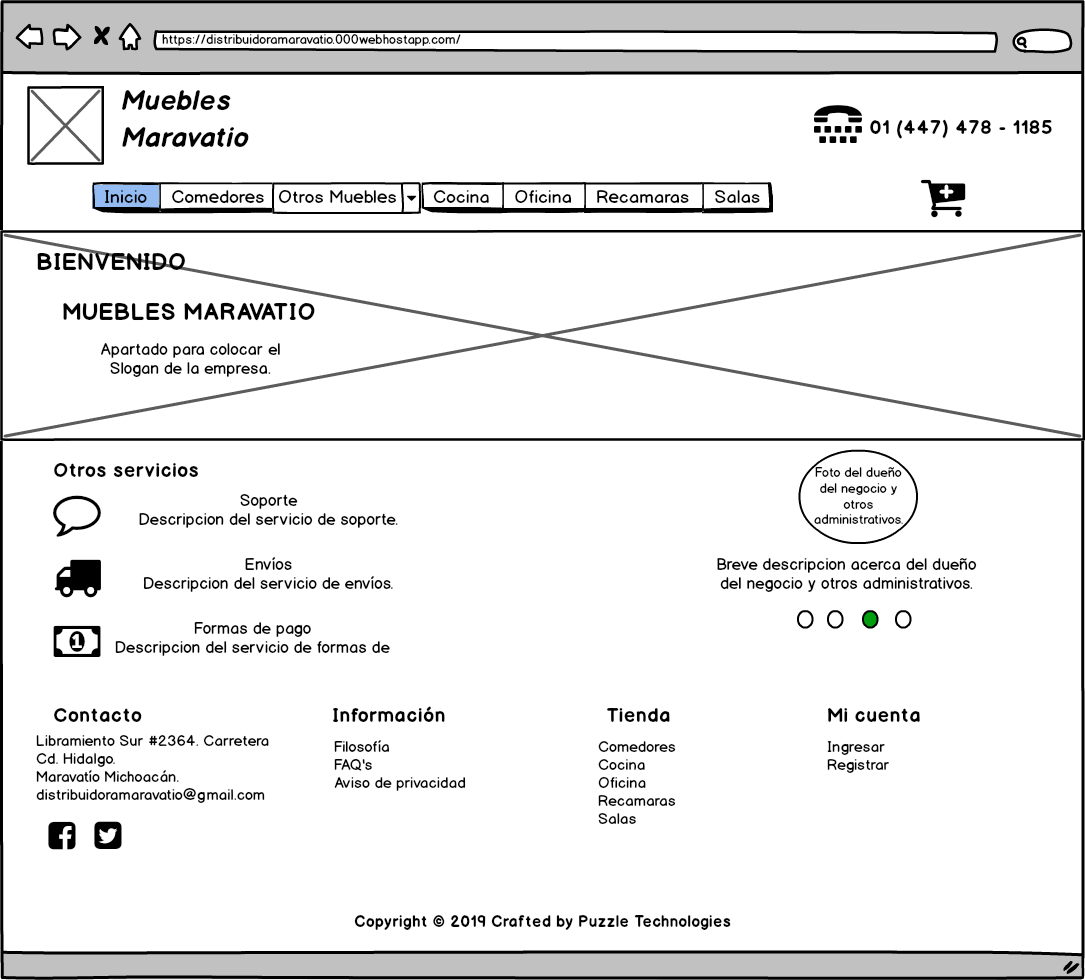 https://distribuidoramaravatio.000webhostapp.com/
Muebles
Maravatio
01 (447) 478 - 1185
Inicio Comedores Otros Muebles Cocina Oficina Recamaras Salas
BIENVENIDO
MUEBLES MARAVATIO
Apartado para colocar el
Slogan de la empresa.
Otros servicios
Soporte
Descripcion del servicio de soporte.
Envíos
Descripcion del servicio de envíos.
1
Formas de pago
Descripcion del servicio de formas de
Foto del dueño
del negocio y
otros
administrativos.
Breve descripcion acerca del dueño
del negocio y otros administrativos.
Contacto
Libramiento Sur #2364. Carretera
Cd. Hidalgo.
Maravatío Michoacán.
distribuidoramaravatio@gmail.com
Información
Filosofía
FAQ's
Aviso de privacidad
Tienda
Comedores
Cocina
Oficina
Recamaras
Salas
Mi cuenta
Ingresar
Registrar
Copyright © 2019 Crafted by Puzzle Technologies